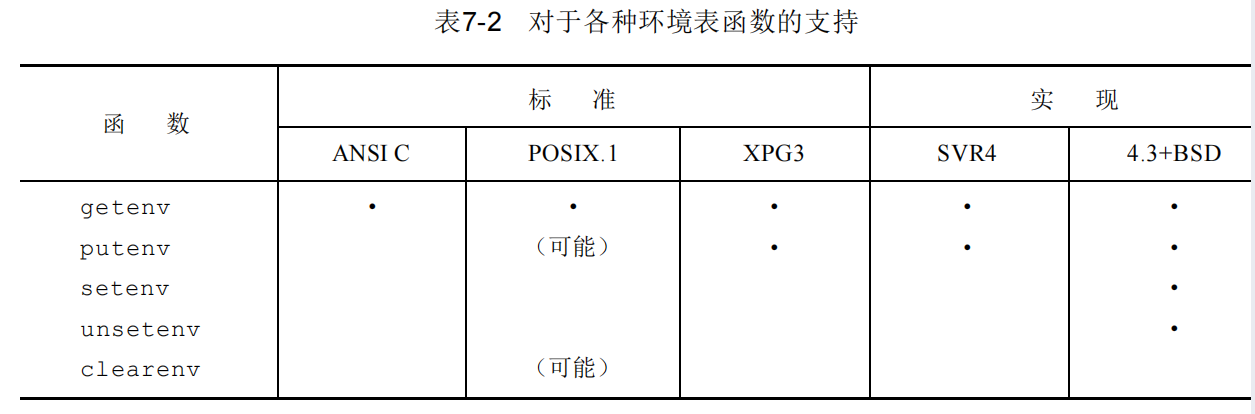 表7-2 对于各种环境表函数的支持
函 数 标 准 实 现
ANSI C POSIX.1 XPG3 SVR4 4.3+BSD
getenv • • • • •
putenv （可能） • • •
setenv •
unsetenv •
clearenv （可能）